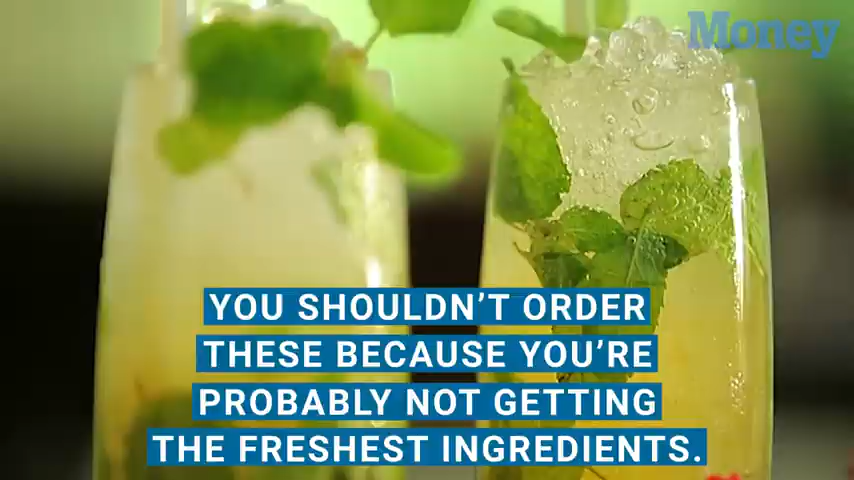 Money
YOU SHOULDN'T ORDER
THESE BECAUSE YOU'RE
PROBABLY NOT GETTING
THE FRESHEST INGREDIENTS.